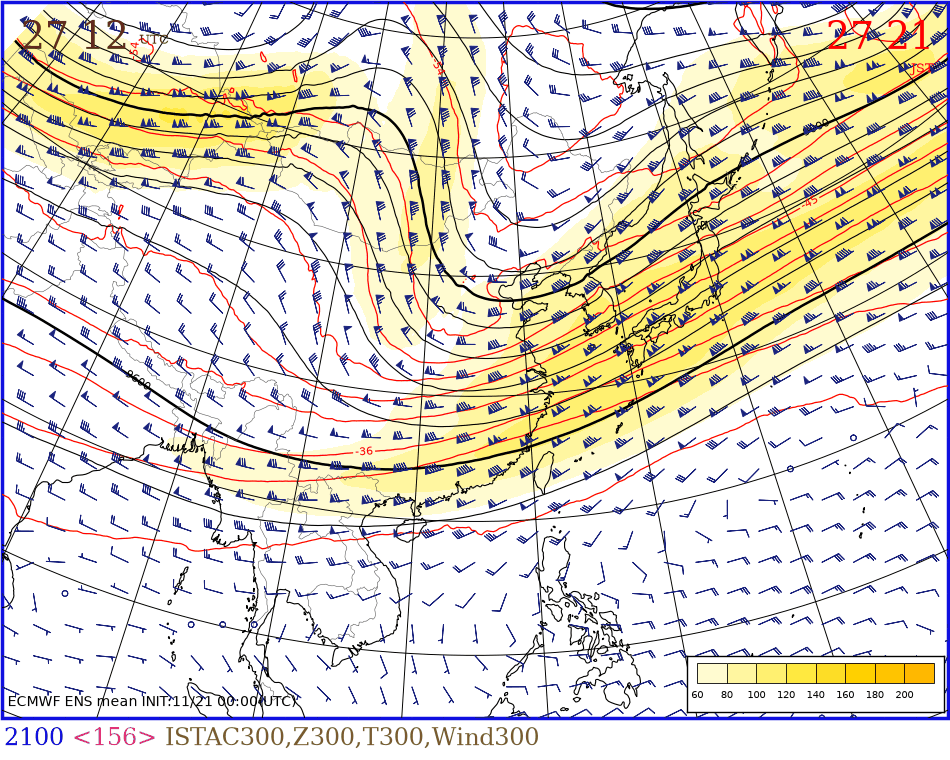 27 12 UTC
27 21
JST
-54
-54
-45
9600
-36
60 80 100 120 140 160 180 200
ECMWF ENS mean INIT:11/21 00:00(UTC)
2100 <156> ISTAC300,Z300,T300,Wind300